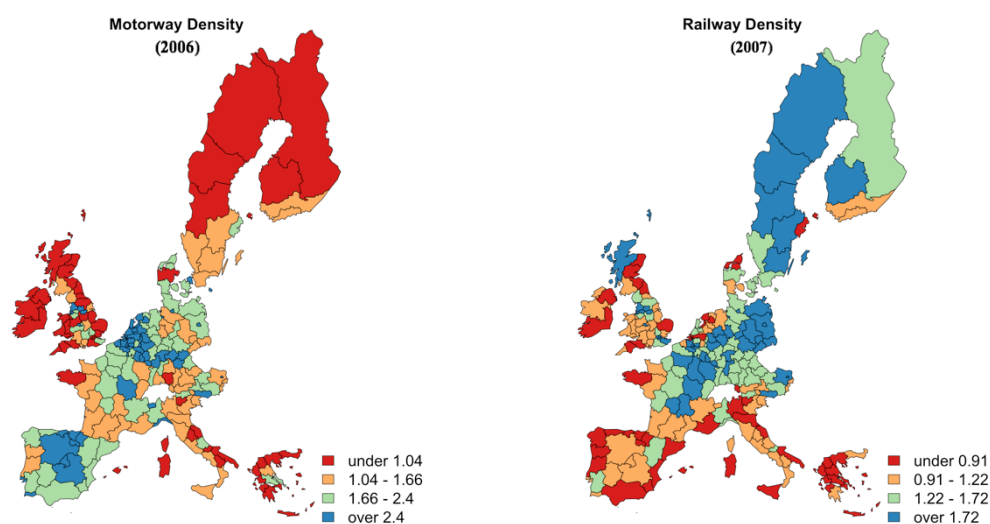 Motorway Density
(2006)
under 1.04
1.04 - 1.66
1.66 - 2.4
over 2.4
Railway Density
(2007)
under 0.91
0.91 - 1.22
1.22 - 1.72
over 1.72